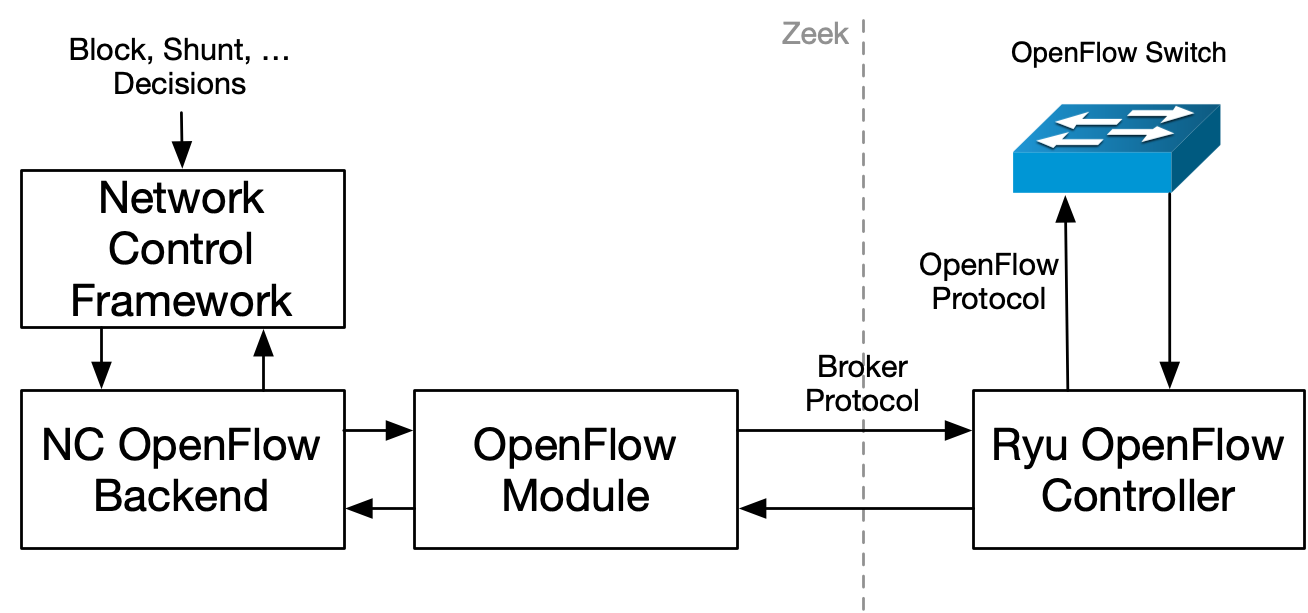 Block, Shunt, …
Decisions
Zeek
OpenFlow Switch
Network
Control
Framework
OpenFlow
Protocol
Broker
Protocol
NC OpenFlow
Backend
OpenFlow
Module
Ryu OpenFlow
Controller